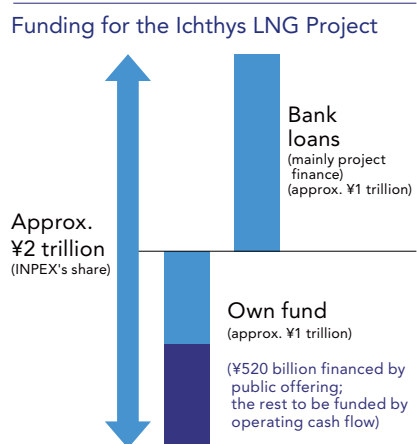 Funding for the Ichthys LNG Project
Bank
loans
(mainly project
finance)
(approx. ¥1 trillion)
Approx.
¥2 trillion
(INPEX's share)
Own fund
(approx. ¥1 trillion)
(¥520 billion financed by
public offering;
the rest to be funded by
operating cash flow)